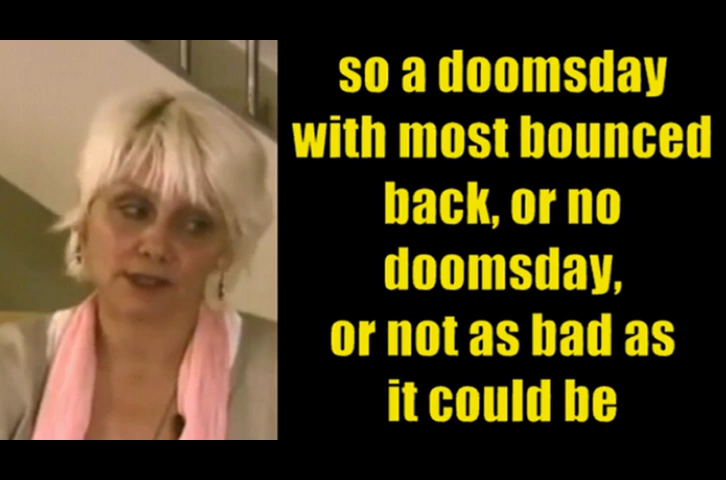 so a doomsday
with most bounced
back, or no
doomsday,
or not as bad as
it could be